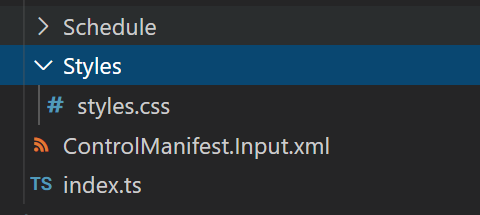 Schedule
Styles
# styles.css
ControlManifest.Input.xml
TS index.ts